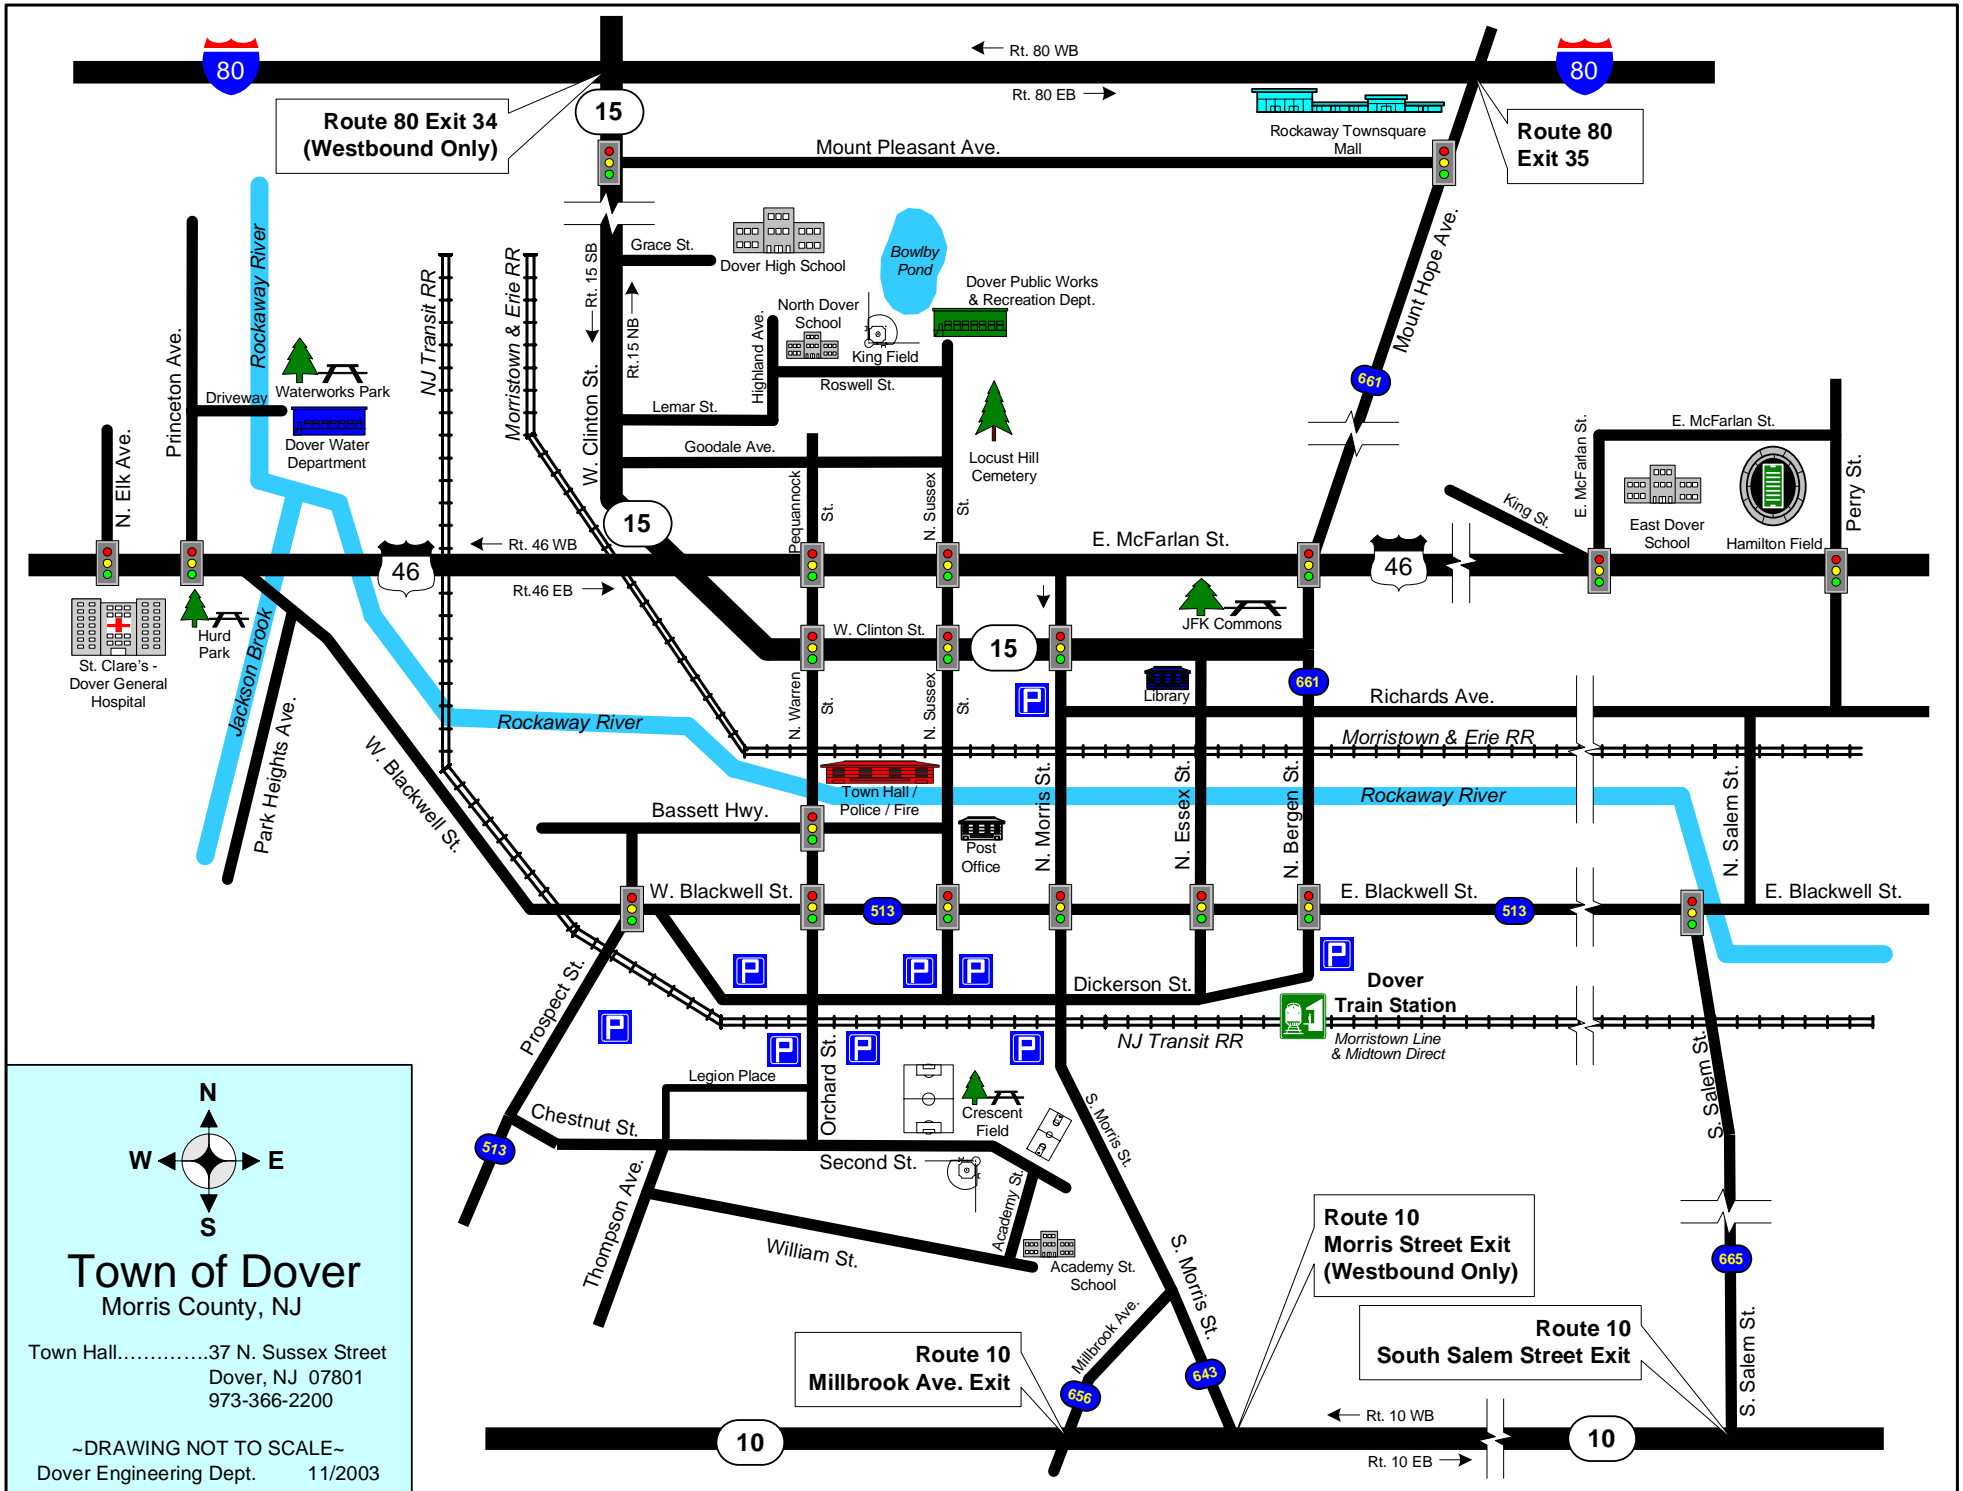 Rt. 80 WB
80
80
Rt. 80 EB
Route 80 Exit 34
(Westbound Only)
15
Rockaway Townsquare
Mall
Route 80
Exit 35
Mount Pleasant Ave.
Rockaway River
Princeton Ave.
NJ Transit RR
Morristown & Erie RR
Rt. 15 SB
Rt.15 NB
Grace St.
Dover High School
Bowlby
Pond
Dover Public Works
& Recreation Dept.
North Dover
School
King Field
Highland Ave.
Roswell St.
Mount Hope Ave.
661
Waterworks Park
Driveway
Dover Water
Department
N. Elk Ave.
W. Clinton St.
Lemar St.
Goodale Ave.
Locust Hill
Cemetery
E. McFarlan St.
E. McFarlan St.
East Dover
School
Hamilton Field
Perry St.
King St.
Pequannock
St.
N. Sussex
St.
15
Rt. 46 WB
46
Rt.46 EB
E. McFarlan St.
46
St. Clare's -
Dover General
Hospital
Hurd
Park
Jackson Brook
Park Heights Ave.
W. Blackwell St.
W. Clinton St.
15
JFK Commons
Library
661
Richards Ave.
N. Warren
St.
N. Sussex
St.
P
Rockaway River
Morristown & Erie RR
Town Hall /
Police / Fire
Bassett Hwy.
Post
Office
N. Morris St.
N. Essex St.
N. Bergen St.
Rockaway River
N. Salem St.
W. Blackwell St.
513
E. Blackwell St.
513
E. Blackwell St.
P
P
P
P
Dickerson St.
Dover
Train Station
Morristown Line
& Midtown Direct
NJ Transit RR
Prospect St.
P
P
P
P
Orchard St.
Legion Place
Chestnut St.
513
Second St.
Crescent
Field
S. Morris St.
Academy St.
Thompson Ave.
William St.
Academy St.
School
S. Salem St.
665
S. Salem St.
S. Morris St.
Millbrook Ave.
656
643
Route 10
Morris Street Exit
(Westbound Only)
Route 10
South Salem Street Exit
Route 10
Millbrook Ave. Exit
10
Rt. 10 WB
Rt. 10 EB
10
N
W
E
S
Town of Dover
Morris County, NJ
Town Hall..............37 N. Sussex Street
Dover, NJ 07801
973-366-2200
~DRAWING NOT TO SCALE~
Dover Engineering Dept. 11/2003